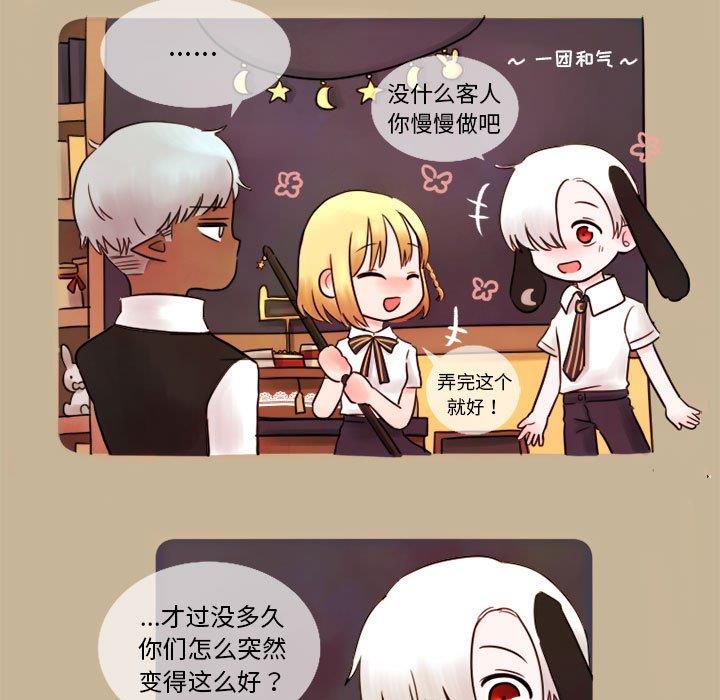 ……
～ 一团和气 ～
没什么客人
你慢慢做吧
弄完这个
就好！
...才过没多久
你们怎么突然
变得这么好？